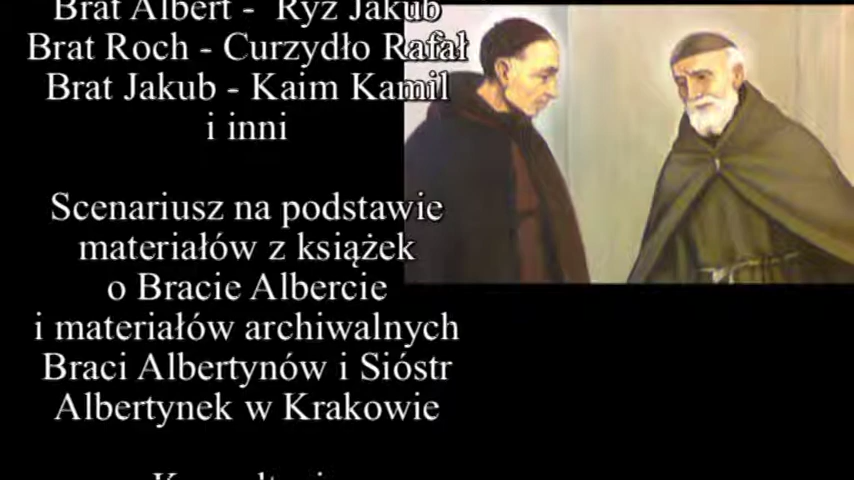 Brat Albert - Ryż Jakub
Brat Roch - Curzydło Rafał
Brat Jakub - Kaim Kamil
i inni
Scenariusz na podstawie
materiałów z książek
o Bracie Albercie
i materiałów archiwalnych
Braci Albertynów i Sióstr
Albertynek w Krakowie